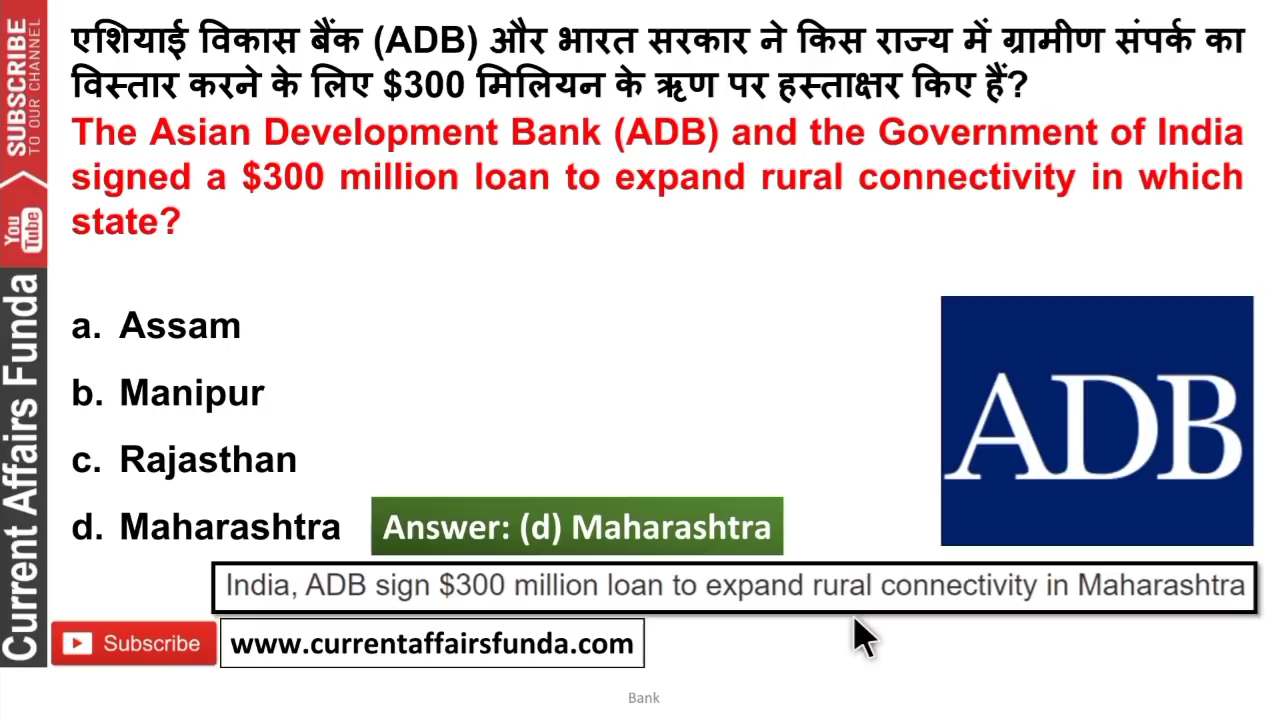 एशियाई विकास बैंक (ADB) और भारत सरकार ने किस राज्य में ग्रामीण संपर्क का
विस्तार करने के लिए $300 मिलियन के ऋण पर हस्ताक्षर किए हैं?
The Asian Development Bank (ADB) and the Government of India
signed a $300 million loan to expand rural connectivity in which
state?
a. Assam
b. Manipur
c. Rajasthan
d. Maharashtra
Answer: (d) Maharashtra
ADB
India, ADB sign $300 million loan to expand rural connectivity in Maharashtra
Subscribe
www.currentaffairsfunda.com
Bank
SUBSCRIBE
TO OUR CHANNEL
You
Tube
Current Affairs Funda